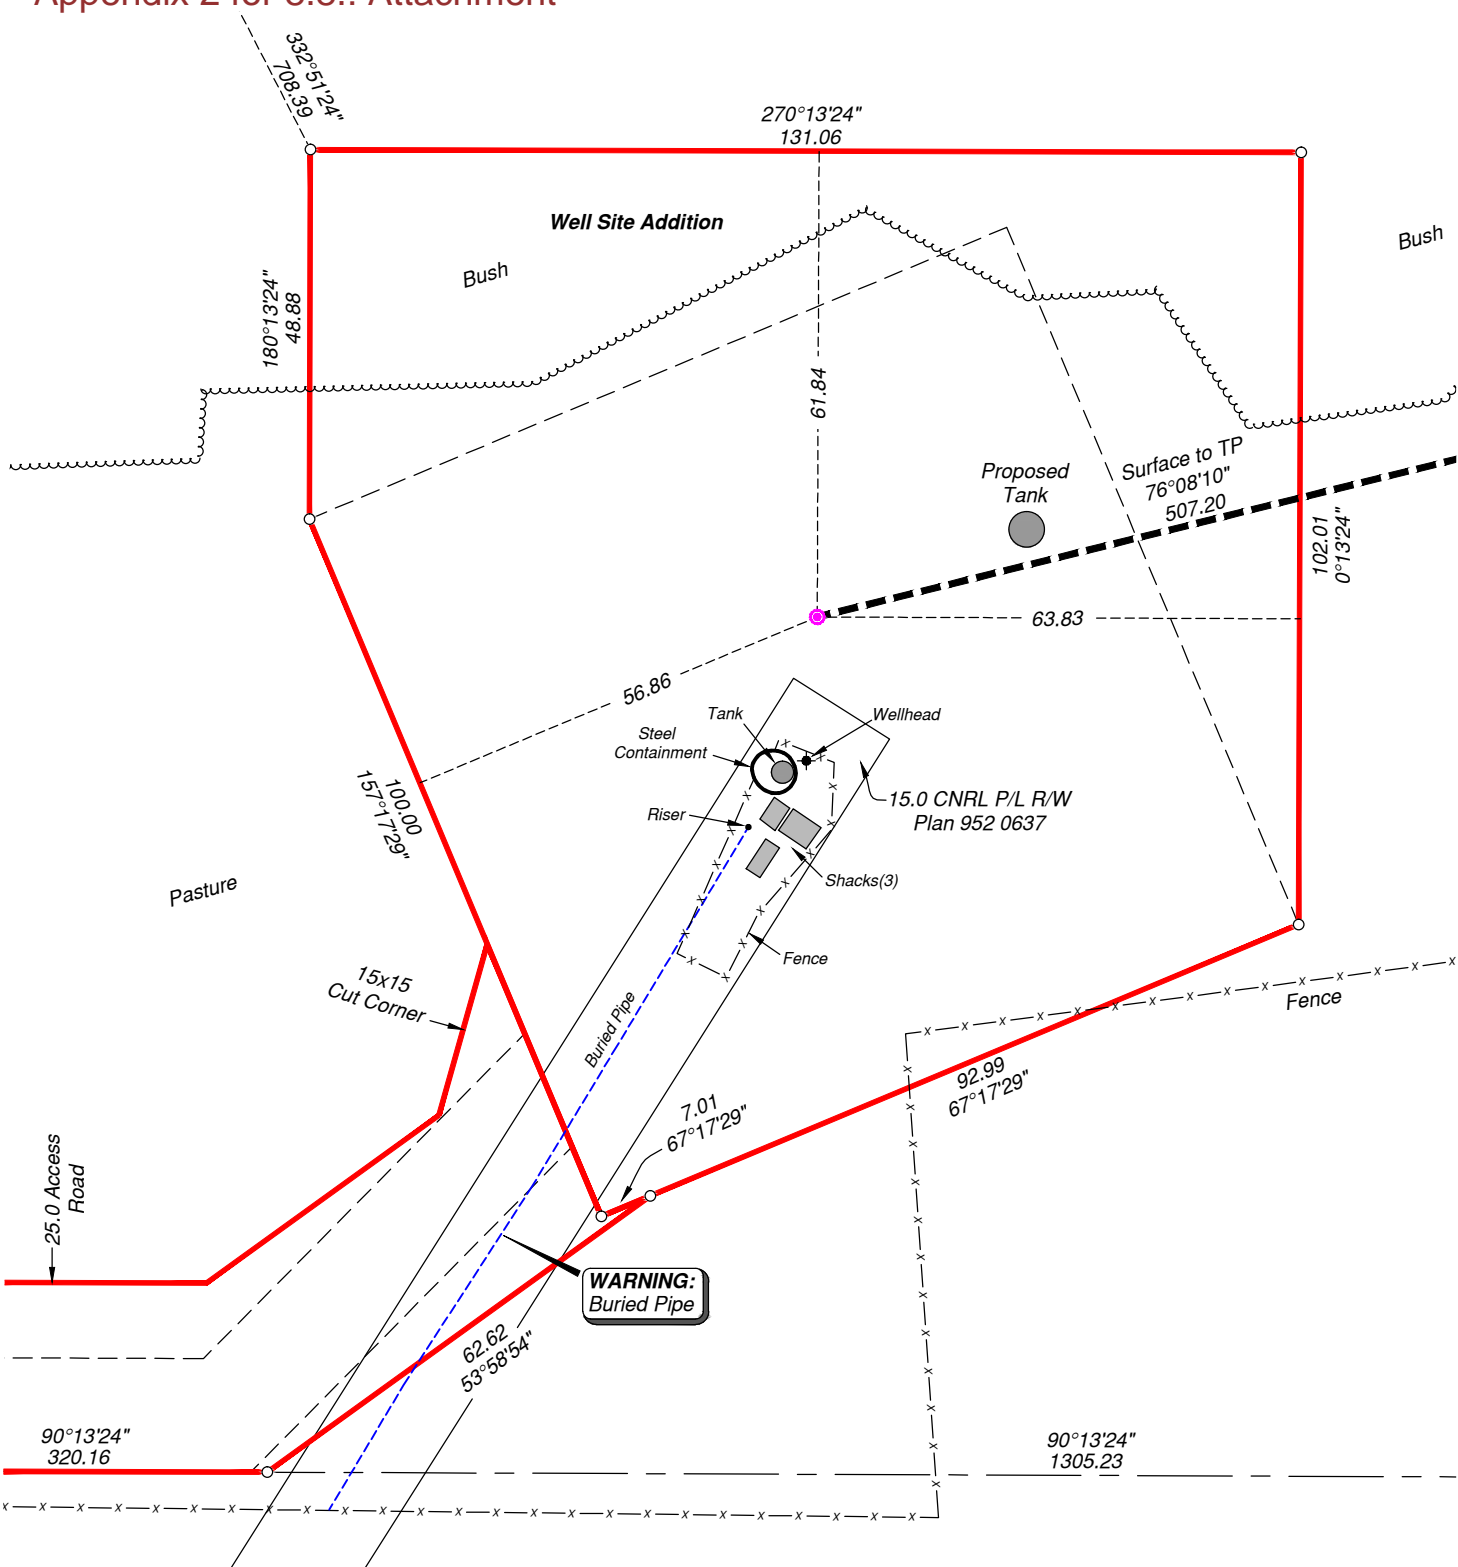 332°51'24"
708.39
270°13'24"
131.06
Well Site Addition
Bush
Bush
180°13'24"
48.88
61.84
Proposed
Tank
Surface to TP
76°08'10"
507.20
102.01
0°13'24"
63.83
56.86
Tank
Wellhead
Steel
Containment
100.00
157°17'29"
15.0 CNRL P/L R/W
Plan 952 0637
Riser
Shacks(3)
Pasture
Fence
15x15
Cut Corner
Fence
Buried Pipe
92.99
67°17'29"
7.01
67°17'29"
25.0 Access
Road
WARNING:
Buried Pipe
62.62
53°58'54"
90°13'24"
320.16
90°13'24"
1305.23